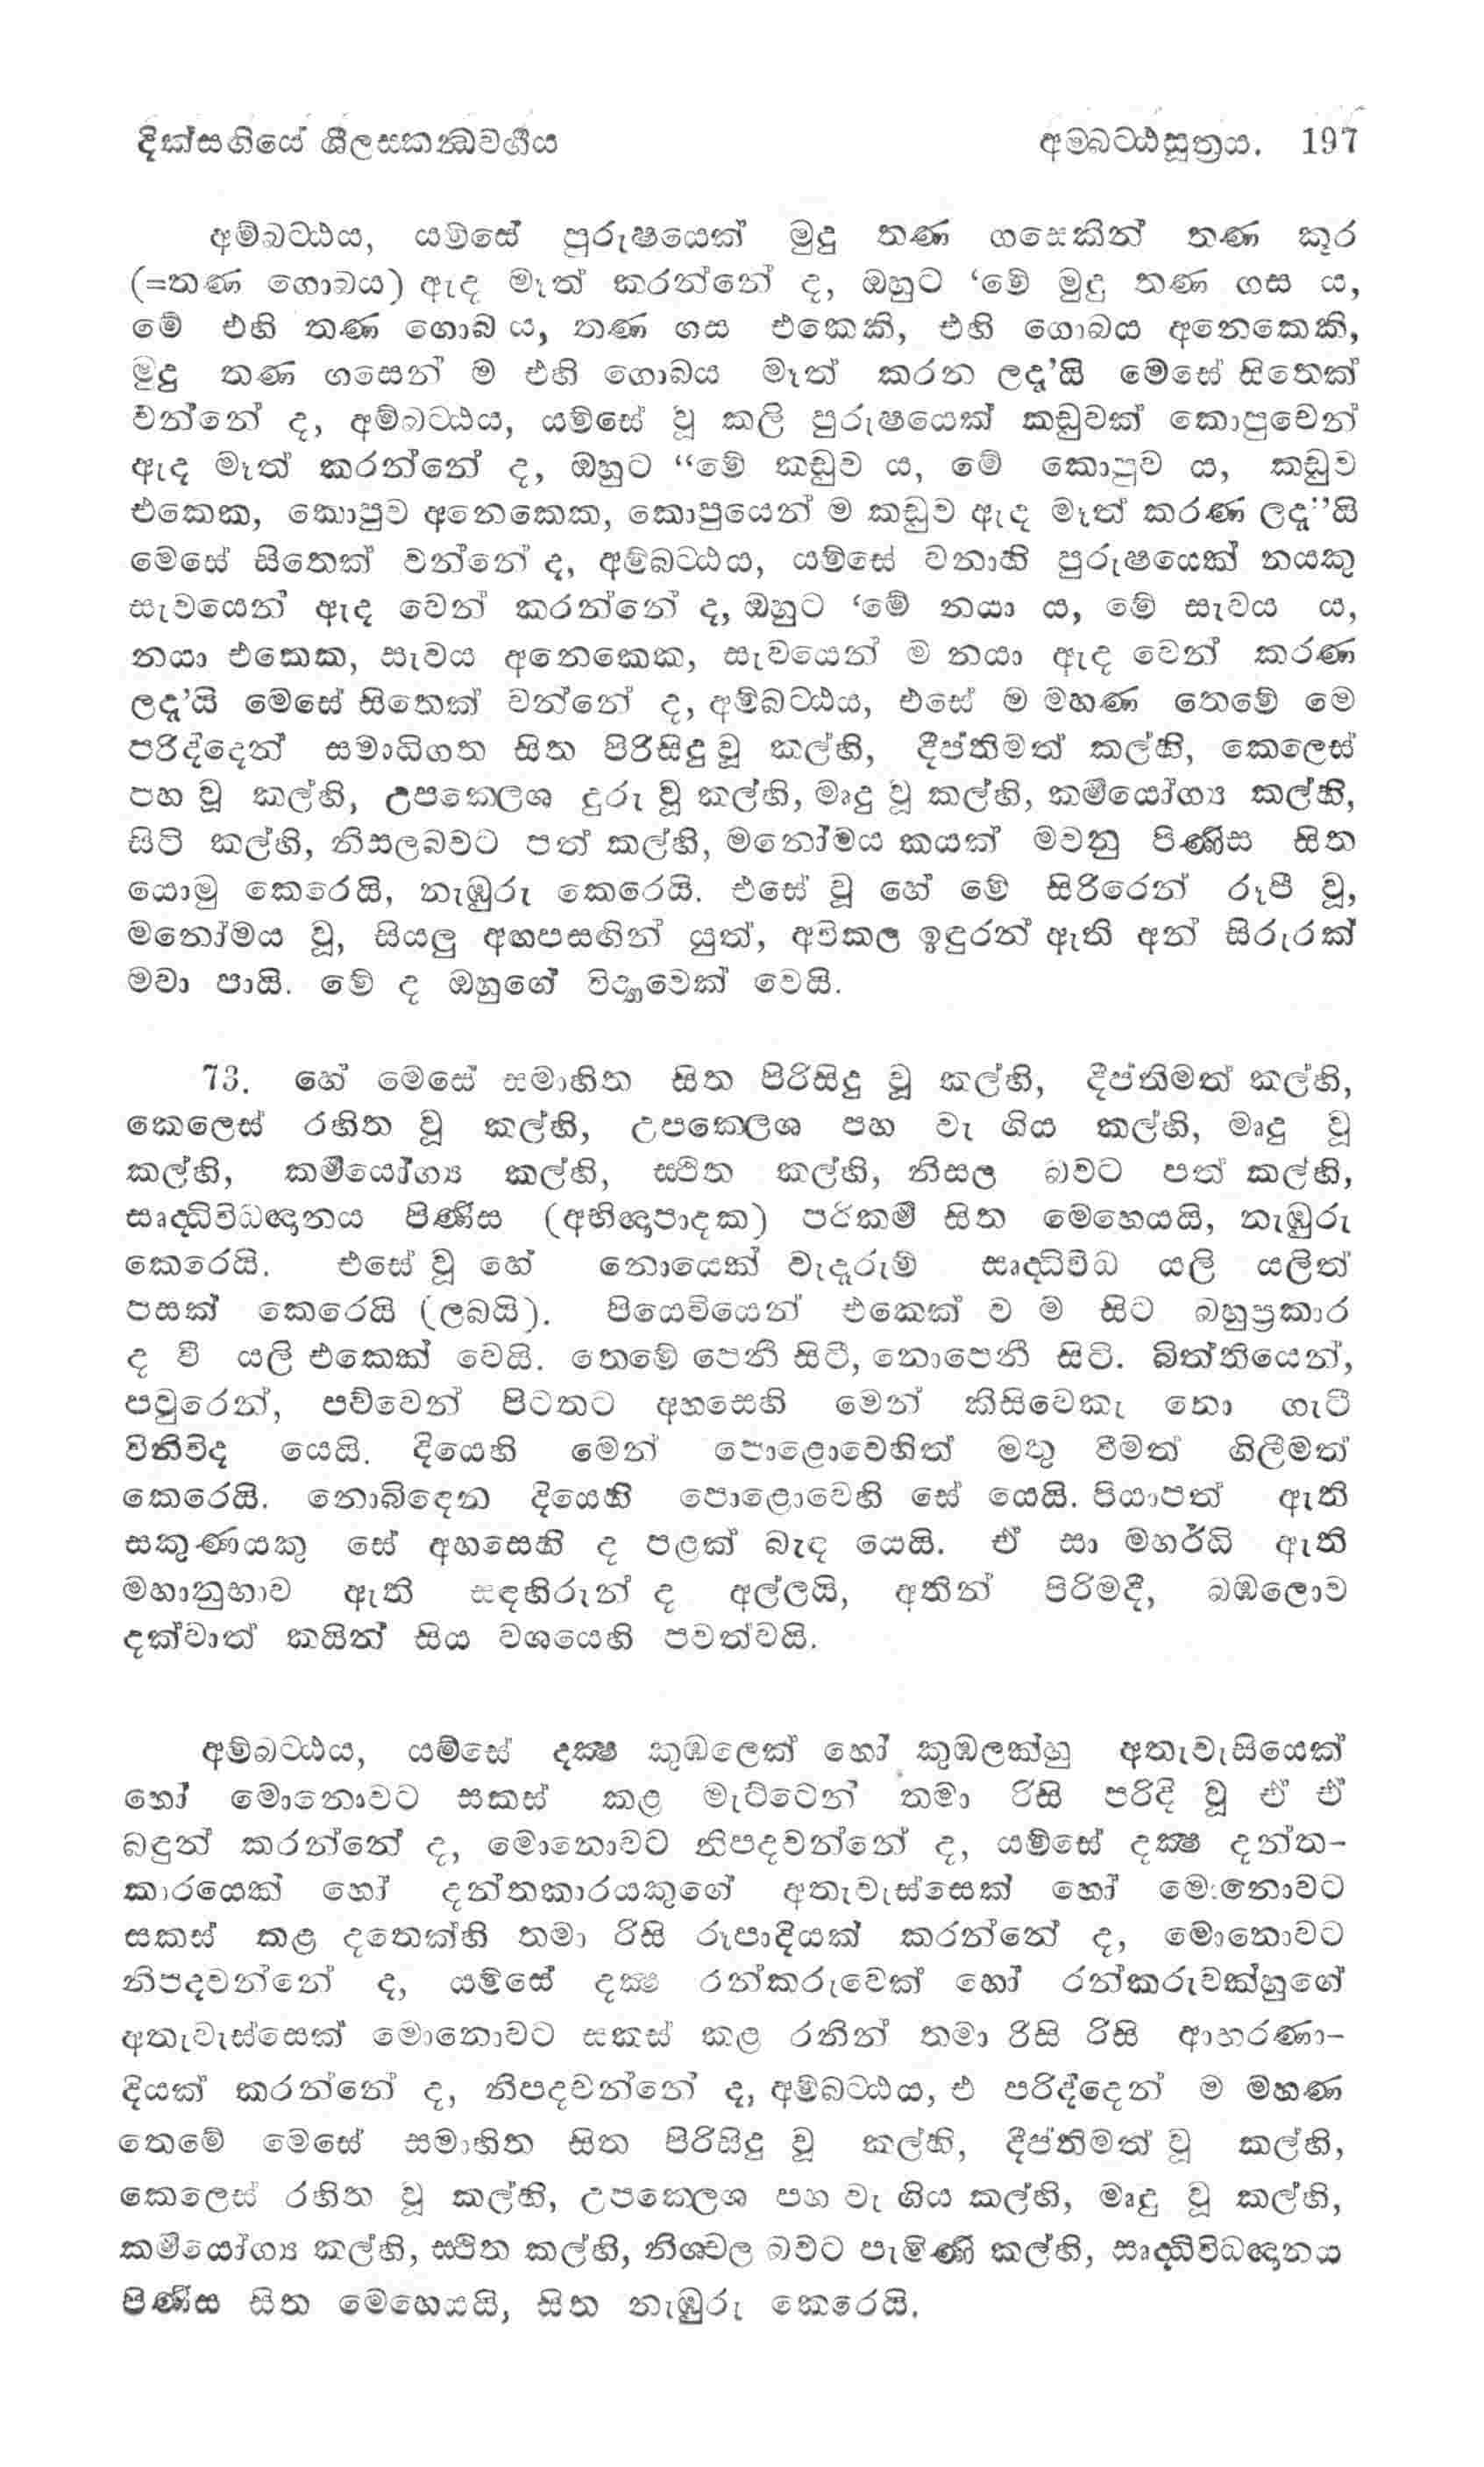 දික්සඟියේ ශීලස්කන්‍ධවර්‍ගය අම්බට්ඨසූත්‍රය. 197
අම්බට්ඨය, යම්සේ පුරුෂයෙක් මුදු තණ ගසෙකින් තණ කූර
(=තණ ගොබය) ඇද මෑත් කරන්නේ ද, ඔහුට ‘මේ මුදු තණ ගස ය,
මේ එහි තණ ගොබ ය, තණ ගස එකෙකි, එහි ගොබය අනෙකෙකි,
මුදු තණ ගසෙන් ම එහි ගොබය මෑත් කරන ලදැ’යි මෙසේ සිතෙක්
වන්නේ ද, අම්බට්ඨය, යම්සේ වූ කලි පුරුෂයෙක් කඩුවක් කොපුවෙන්
ඇද මෑත් කරන්නේ ද, ඔහුට “මේ කඩුව ය, මේ කොපුව ය, කඩුව
එකෙක, කොපුව අනෙකෙක, කොපුයෙන් ම කඩුව ඇද මෑත් කරණ ලදැ”යි
මෙසේ සිතෙක් වන්නේ ද, අම්බට්ඨය, යම්සේ වනාහි පුරුෂයෙක් නයකු
සැවයෙන් ඇද වෙන් කරන්නේ ද, ඔහුට ‘මේ නයා ය, මේ සැවය ය,
නයා එකෙක, සැවය අනෙකෙක, සැවයෙන් ම නයා ඇද වෙන් කරණ
ලදැ’යි මෙසේ සිතෙක් වන්නේ ද, අම්බට්ඨය, එසේ ම මහණ තෙමේ මෙ
පරිද්දෙන් සමාධිගත සිත පිරිසිදු වූ කල්හි, දීප්තිමත් කල්හි, කෙලෙස්
පහ වූ කල්හි, උපකෙලශ දුරු වූ කල්හි, මෘදු වූ කල්හි, කර්‍මයෝග්‍ය කල්හි,
සිටි කල්හි, නිසලබවට පත් කල්හි, මනෝමය කයක් මවනු පිණිස සිත
යොමු කෙරෙයි, නැඹුරු කෙරෙයි. එසේ වූ හේ මේ සිරිරෙන් රූපී වූ,
මනෝමය වූ, සියලු අඟපසඟින් යුත්, අවිකල ඉඳුරන් ඇති අන් සිරුරක්
මවා පායි. මේ ද ඔහුගේ විද්‍යාවෙක් වෙයි.
73. හේ මෙසේ සමාහිත සිත පිරිසිදු වූ කල්හි, දීප්තිමත් කල්හි,
කෙලෙස් රහිත වූ කල්හි, උපකෙලශ පහ වැ ගිය කල්හි, මෘදු වූ
කල්හි, කර්‍මයෝග්‍ය කල්හි, ස්ථිත කල්හි, නිසල බවට පත් කල්හි,
සෘද්ධිවිධඥානය පිණිස (අභිඥාපාදක) පරිකර්‍ම සිත මෙහෙයයි, නැඹුරු
කෙරෙයි. එසේ වූ හේ නොයෙක් වැදෑරුම් සෘද්ධිවිධ යලි යලිත්
පසක් කෙරෙයි (ලබයි). පියෙවියෙන් එකෙක් ව ම සිට බහුප්‍රකාර
ද වී යලි එකෙක් වෙයි. තෙමේ පෙනී සිටී, නොපෙනී සිටි. බිත්තියෙන්,
පවුරෙන්, පව්වෙන් පිටතට අහසෙහි මෙන් කිසිවෙකැ නො ගැටී
විනිවිද යෙයි. දියෙහි මෙන් පොළොවෙහිත් මතු වීමත් ගිලීමත්
කෙරෙයි. නොබිඳෙන දියෙහි පොළොවෙහි සේ යෙයි. පියාපත් ඇති
සකුණයකු සේ අහසෙහි ද පළක් බැඳ යෙයි. ඒ සා මහර්ධි ඇති
මහානුභාව ඇති සඳහිරුන් ද අල්ලයි, අතින් පිරිමදී, බඹලොව
දක්වාත් කයින් සිය වශයෙහි පවත්වයි.
අම්බට්ඨය, යම්සේ දක්‍ෂ කුඹලෙක් හෝ කුඹලක්හු අතැවැසියෙක්
හෝ මොනොවට සකස් කළ මැට්ටෙන් තමා රිසි පරිදි වූ ඒ ඒ
බඳුන් කරන්නේ ද, මොනොවට නිපදවන්නේ ද, යම්සේ දක්‍ෂ දන්ත-
කාරයෙක් හෝ දන්තකාරයකුගේ අතැවැස්සෙක් හෝ මොනොවට
සකස් කළ දතෙක්හි තමා රිසි රූපාදියක් කරන්නේ ද, මොනොවට
නිපදවන්නේ ද, යම්සේ දක්‍ෂ රන්කරුවෙක් හෝ රන්කරුවක්හුගේ
අතැවැස්සෙක් මොනොවට සකස් කළ රනින් තමා රිසි රිසි ආභරණා-
දියක් කරන්නේ ද, නිපදවන්නේ ද, අම්බට්ඨය, එ පරිද්දෙන් ම මහණ
තෙමේ මෙසේ සමාහිත සිත පිරිසිදු වූ කල්හි, දීප්තිමත් වූ කල්හි,
කෙලෙස් රහිත වූ කල්හි, උපකෙලශ පහ වැ ගිය කල්හි, මෘදු වූ කල්හි,
කර්‍මයෝග්‍ය කල්හි, ස්ථිත කල්හි, නිශ්චල බවට පැමිණි කල්හි, සෘද්ධිවිධඥානය
පිණිස සිත මෙහෙයයි, සිත නැඹුරු කෙරෙයි.